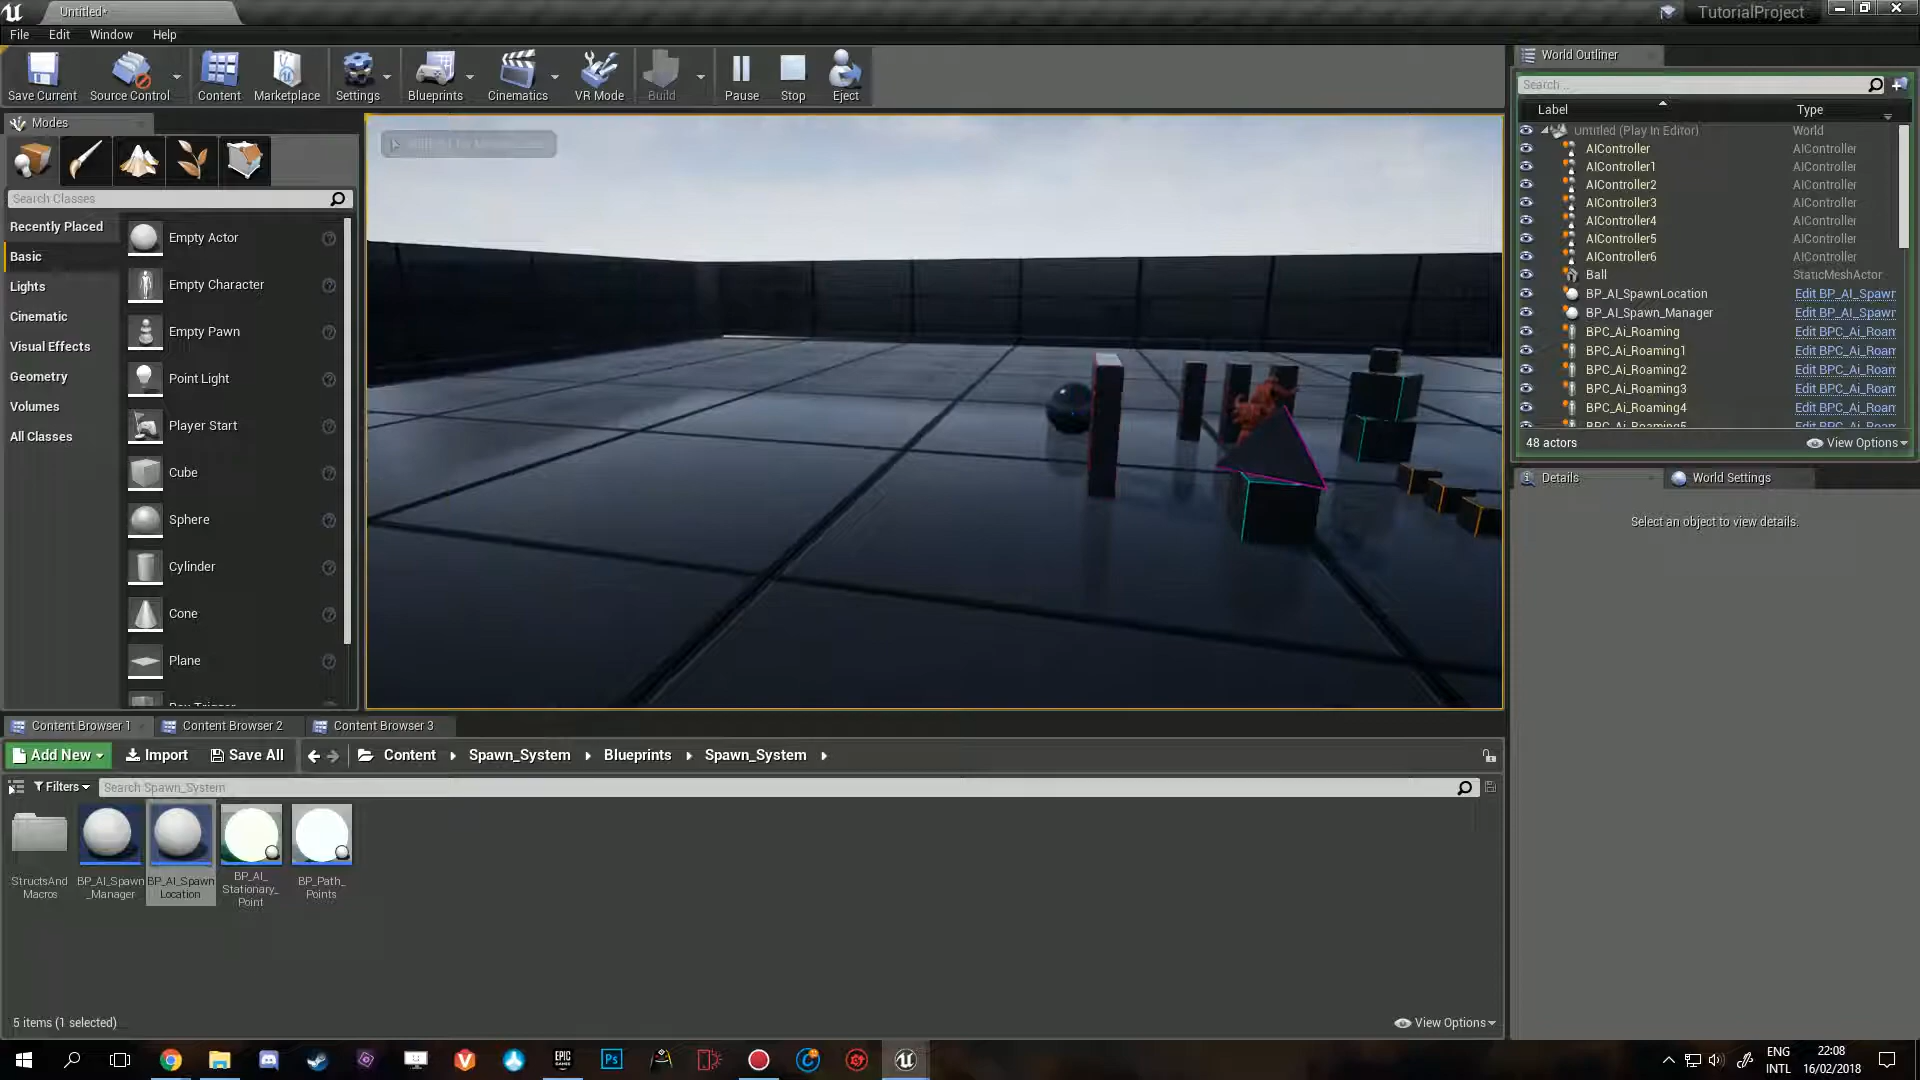 Untitled*
TutorialProject
File Edit Window Help
Save Current
Source Control
Content
Marketplace
Settings
Blueprints
Cinematics
VR Mode
Build
Pause
Stop
Eject
Modes
Search Classes
Recently Placed
Basic
Lights
Cinematic
Visual Effects
Geometry
Volumes
All Classes
Empty Actor
Empty Character
Empty Pawn
Point Light
Player Start
Cube
Sphere
Cylinder
Cone
Plane
World Outliner
Search...
Label Type
Untitled (Play In Editor) World
AIController AIController
AIController1 AIController
AIController2 AIController
AIController3 AIController
AIController4 AIController
AIController5 AIController
AIController6 AIController
Ball StaticMeshActor
BP_AI_SpawnLocation Edit BP_AI_Spawr
BP_AI_Spawn_Manager Edit BP_AI_Spawr
BPC_Ai_Roaming Edit BPC_Ai_Roam
BPC_Ai_Roaming1 Edit BPC_Ai_Roam
BPC_Ai_Roaming2 Edit BPC_Ai_Roam
BPC_Ai_Roaming3 Edit BPC_Ai_Roam
BPC_Ai_Roaming4 Edit BPC_Ai_Roam
BPC_Ai_Roaming5 Edit BPC_Ai_Roam
48 actors View Options
Details World Settings
Select an object to view details.
Content Browser 1 Content Browser 2 Content Browser 3
Add New Import Save All Content Spawn_System Blueprints Spawn_System
Filters Search Spawn_System
StructsAnd
Macros
BP_AI_Spawn
_Manager
BP_AI_Spawn
Location
BP_AI_
Stationary_
Point
BP_Path_
Points
5 items (1 selected) View Options
EPIC
GAMES
Ps
ENG
INTL
22:08
16/02/2018